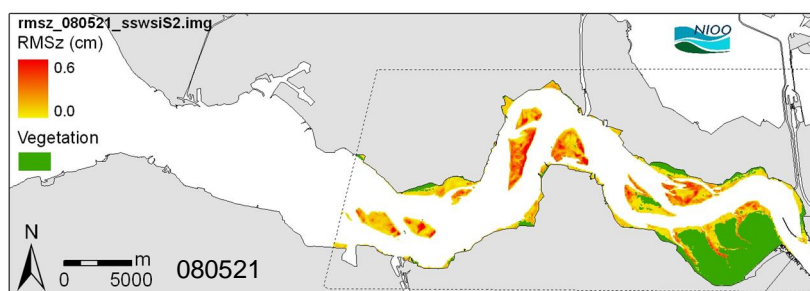 rmsz_080521_sswsiS2.img
RMSz (cm)
0.6
0.0
Vegetation
NIOO
N
m
0 5000
080521